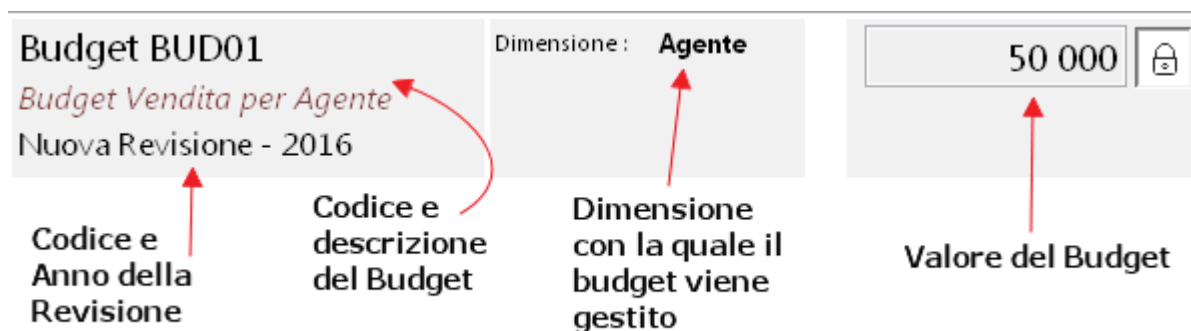 Budget BUD01
Dimensione : Agente
50 000
Budget Vendita per Agente
Nuova Revisione - 2016
Codice e
Anno della
Revisione
Codice e
descrizione
del Budget
Dimensione
con la quale il
budget viene
gestito
Valore del Budget